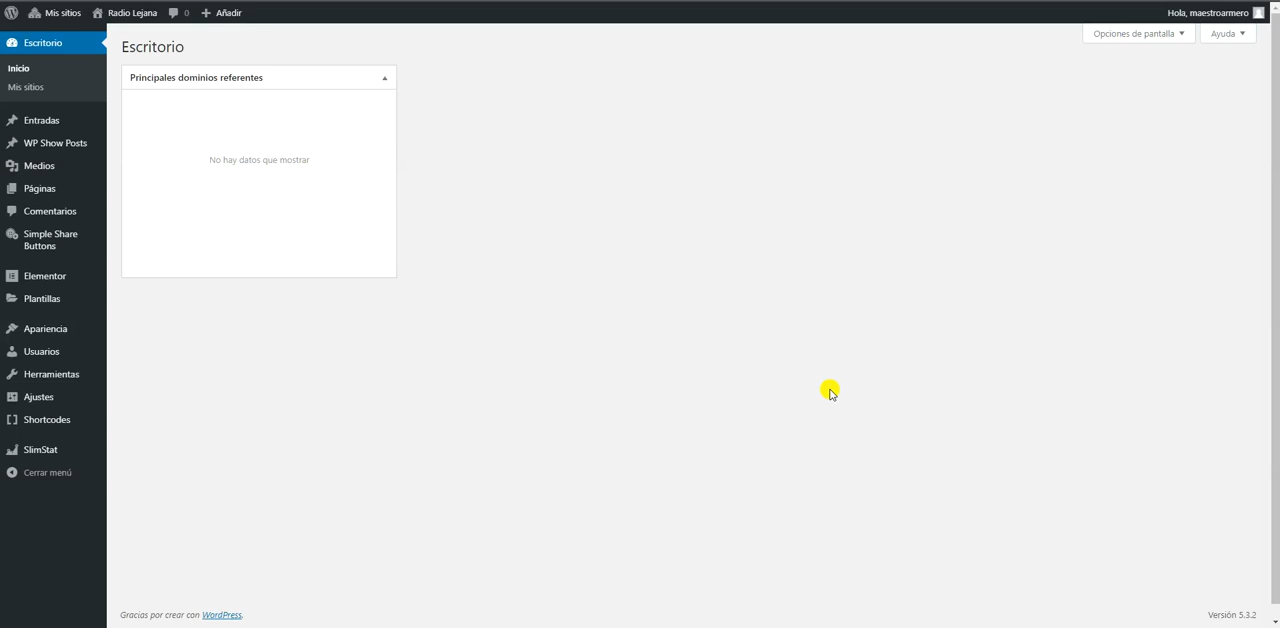 Mis sitios Radio Lejana 0 Añadir Hola, maestroarmero
Escritorio
Inicio
Mis sitios
Entradas
WP Show Posts
Medios
Páginas
Comentarios
Simple Share
Buttons
Elementor
Plantillas
Apariencia
Usuarios
Herramientas
Ajustes
Shortcodes
SlimStat
Cerrar menú
Opciones de pantalla Ayuda
Escritorio
Principales dominios referentes
No hay datos que mostrar
Gracias por crear con WordPress. Versión 5.3.2